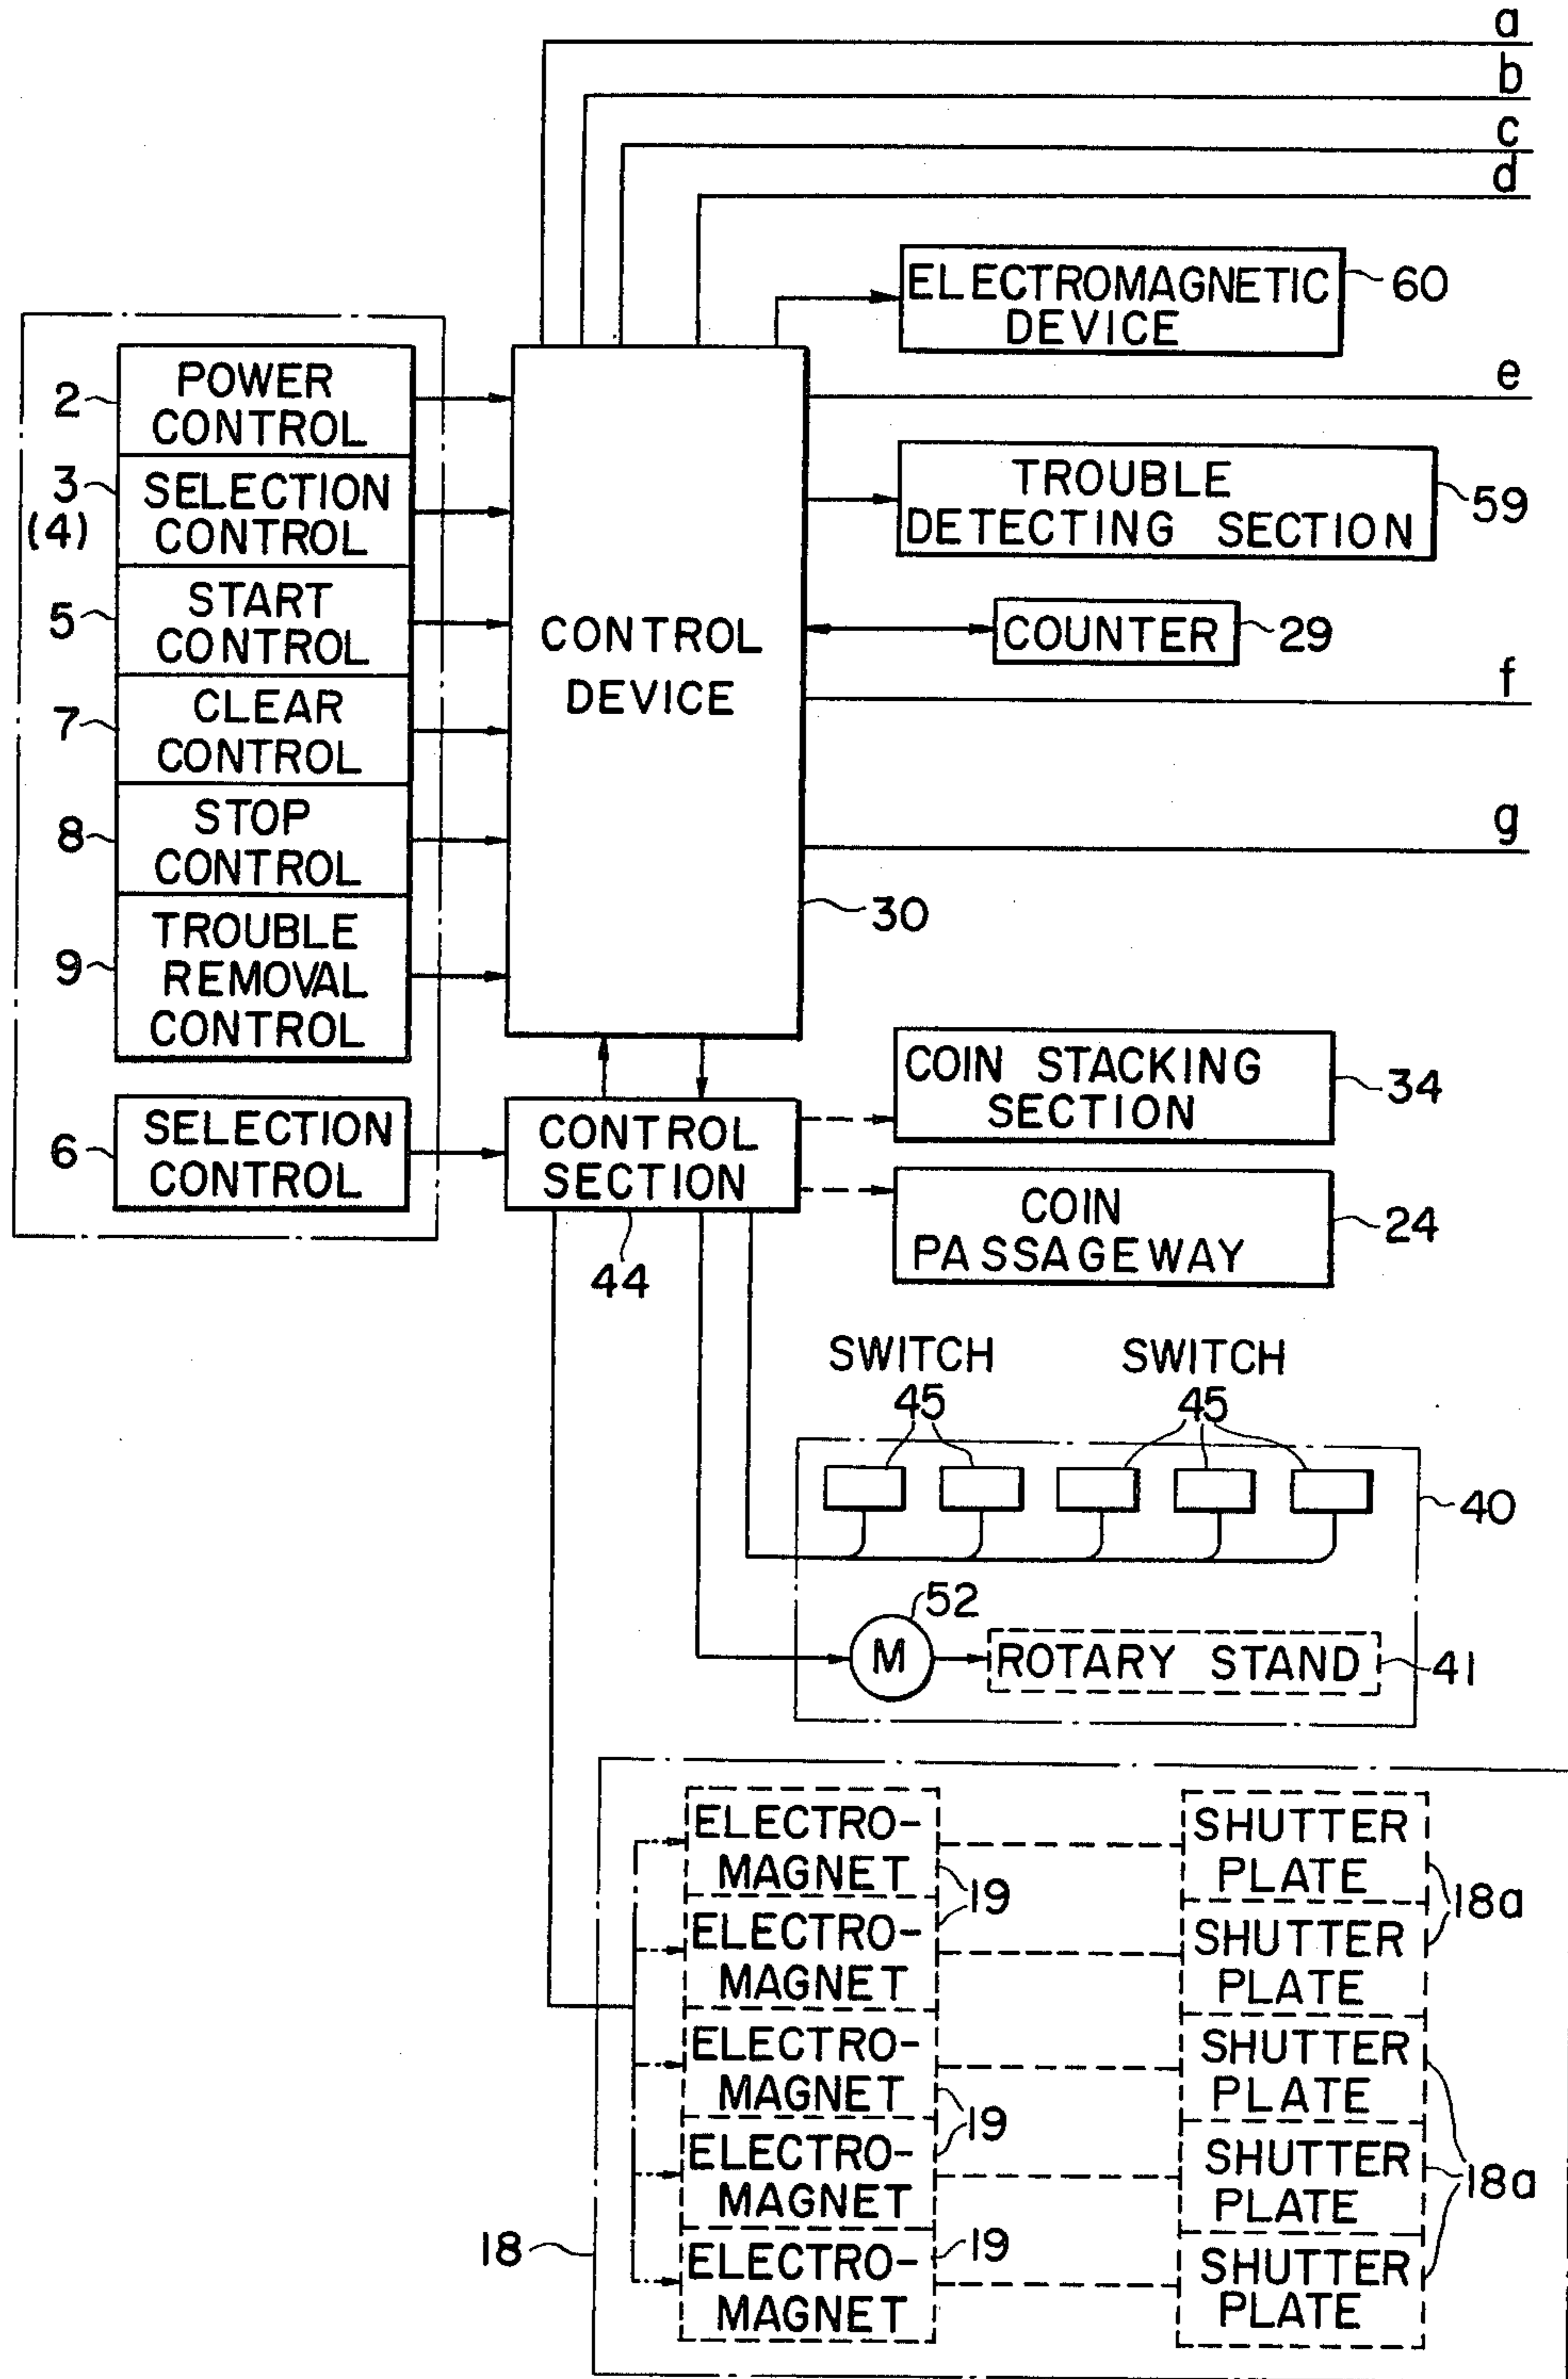 a
b
c
d
ELECTROMAGNETIC
DEVICE
60
e
2
POWER
CONTROL
3
(4)
SELECTION
CONTROL
5
START
CONTROL
7
CLEAR
CONTROL
8
STOP
CONTROL
9
TROUBLE
REMOVAL
CONTROL
6
SELECTION
CONTROL
CONTROL
DEVICE
30
TROUBLE
DETECTING SECTION
59
COUNTER
29
f
g
CONTROL
SECTION
44
COIN STACKING
SECTION
34
COIN
PASSAGEWAY
24
SWITCH
45
SWITCH
45
40
52
M
ROTARY STAND
41
18
ELECTRO-
MAGNET
ELECTRO-
MAGNET
19
ELECTRO-
MAGNET
ELECTRO-
MAGNET
19
ELECTRO-
MAGNET
19
SHUTTER
PLATE
SHUTTER
PLATE
18a
SHUTTER
PLATE
SHUTTER
PLATE
SHUTTER
PLATE
18a